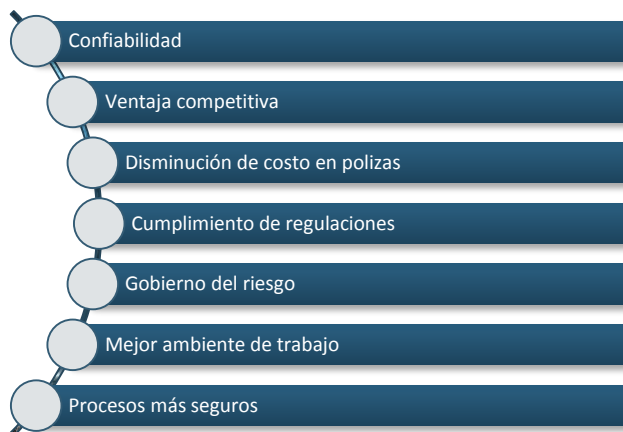 Confiabilidad
Ventaja competitiva
Disminución de costo en polizas
Cumplimiento de regulaciones
Gobierno del riesgo
Mejor ambiente de trabajo
Procesos más seguros